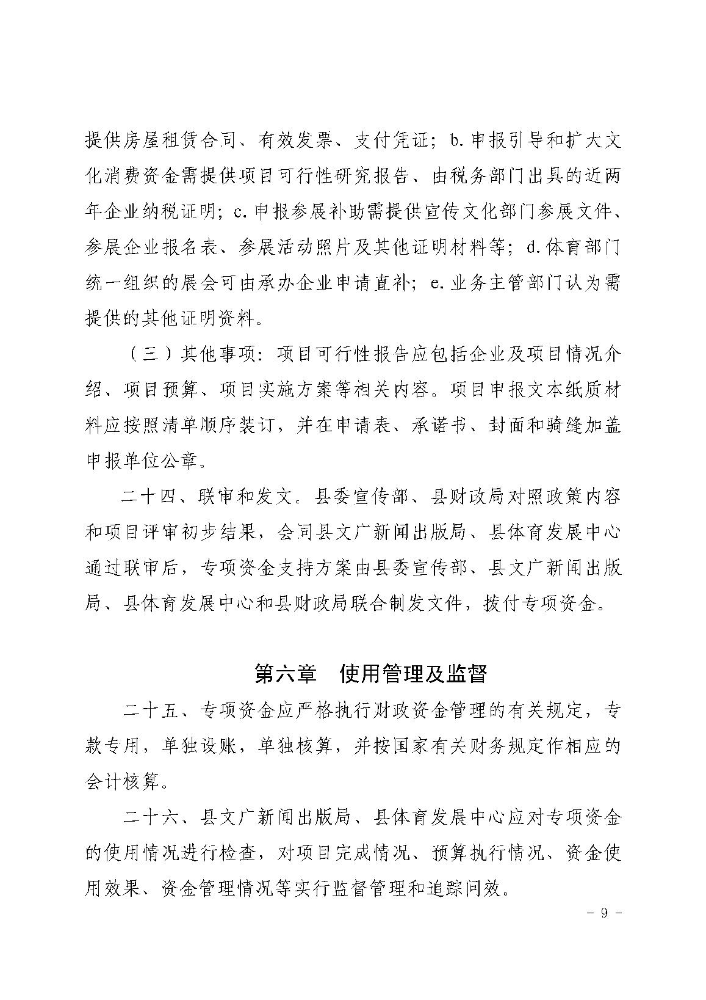 提供房屋租赁合同、有效发票、支付凭证；b.申报引导和扩大文
化消费资金需提供项目可行性研究报告、由税务部门出具的近两
年企业纳税证明；c.申报参展补助需提供宣传文化部门参展文件、
参展企业报名表、参展活动照片及其他证明材料等；d.体育部门
统一组织的展会可由承办企业申请直补；e.业务主管部门认为需
提供的其他证明资料。
（三）其他事项：项目可行性报告应包括企业及项目情况介
绍、项目预算、项目实施方案等相关内容。项目申报文本纸质材
料应按照清单顺序装订，并在申请表、承诺书、封面和骑缝加盖
申报单位公章。
二十四、联审和发文。县委宣传部、县财政局对照政策内容
和项目评审初步结果，会同县文广新闻出版局、县体育发展中心
通过联审后，专项资金支持方案由县委宣传部、县文广新闻出版
局、县体育发展中心和县财政局联合制发文件，拨付专项资金。
第六章　使用管理及监督
二十五、专项资金应严格执行财政资金管理的有关规定，专
款专用，单独设账，单独核算，并按国家有关财务规定作相应的
会计核算。
二十六、县文广新闻出版局、县体育发展中心应对专项资金
的使用情况进行检查，对项目完成情况、预算执行情况、资金使
用效果、资金管理情况等实行监督管理和追踪问效。
- 9 -